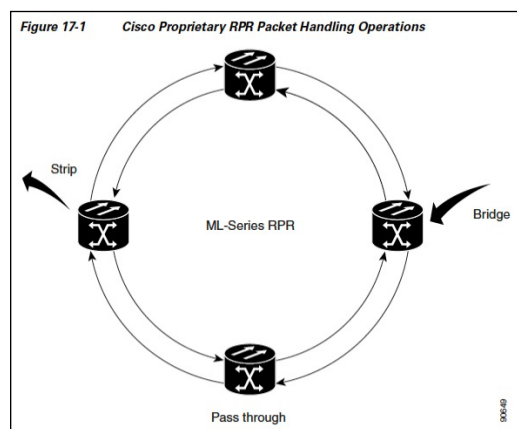 Figure 17-1 Cisco Proprietary RPR Packet Handling Operations
Strip
ML-Series RPR
Bridge
Pass through
90649